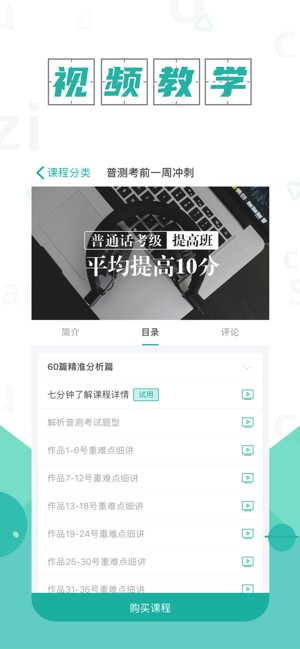 视频教学
课程分类 普测考前一周冲刺
普通话考级 提高班
平均提高10分
简介 目录 评论
60篇精准分析篇
七分钟了解课程详情 试用
解析普测考试题型
作品1-6号重难点细讲
作品7-12号重难点细讲
作品13-18号重难点细讲
作品19-24号重难点细讲
作品25-30号重难点细讲
作品31-36号重难点细讲
购买课程